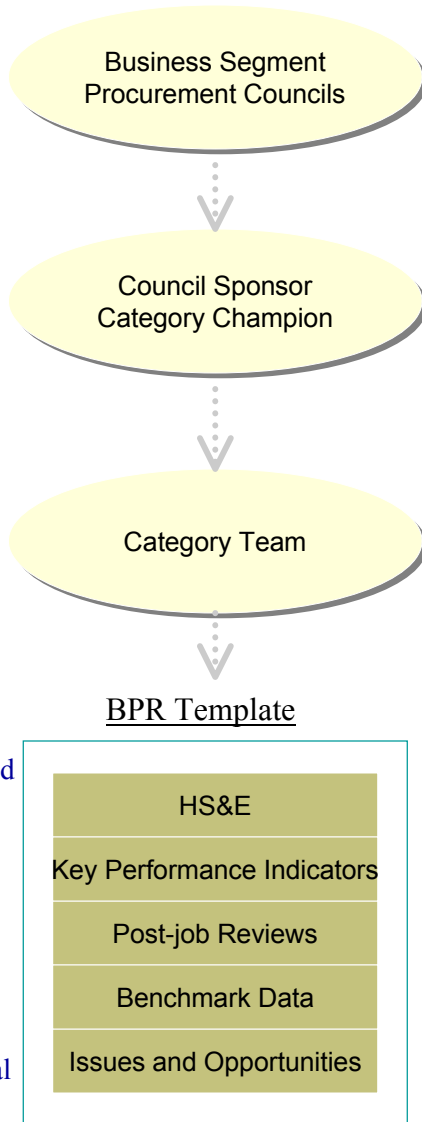 Business Segment
Procurement Councils
Council Sponsor
Category Champion
Category Team
BPR Template
HS&E
Key Performance Indicators
Post-job Reviews
Benchmark Data
Issues and Opportunities